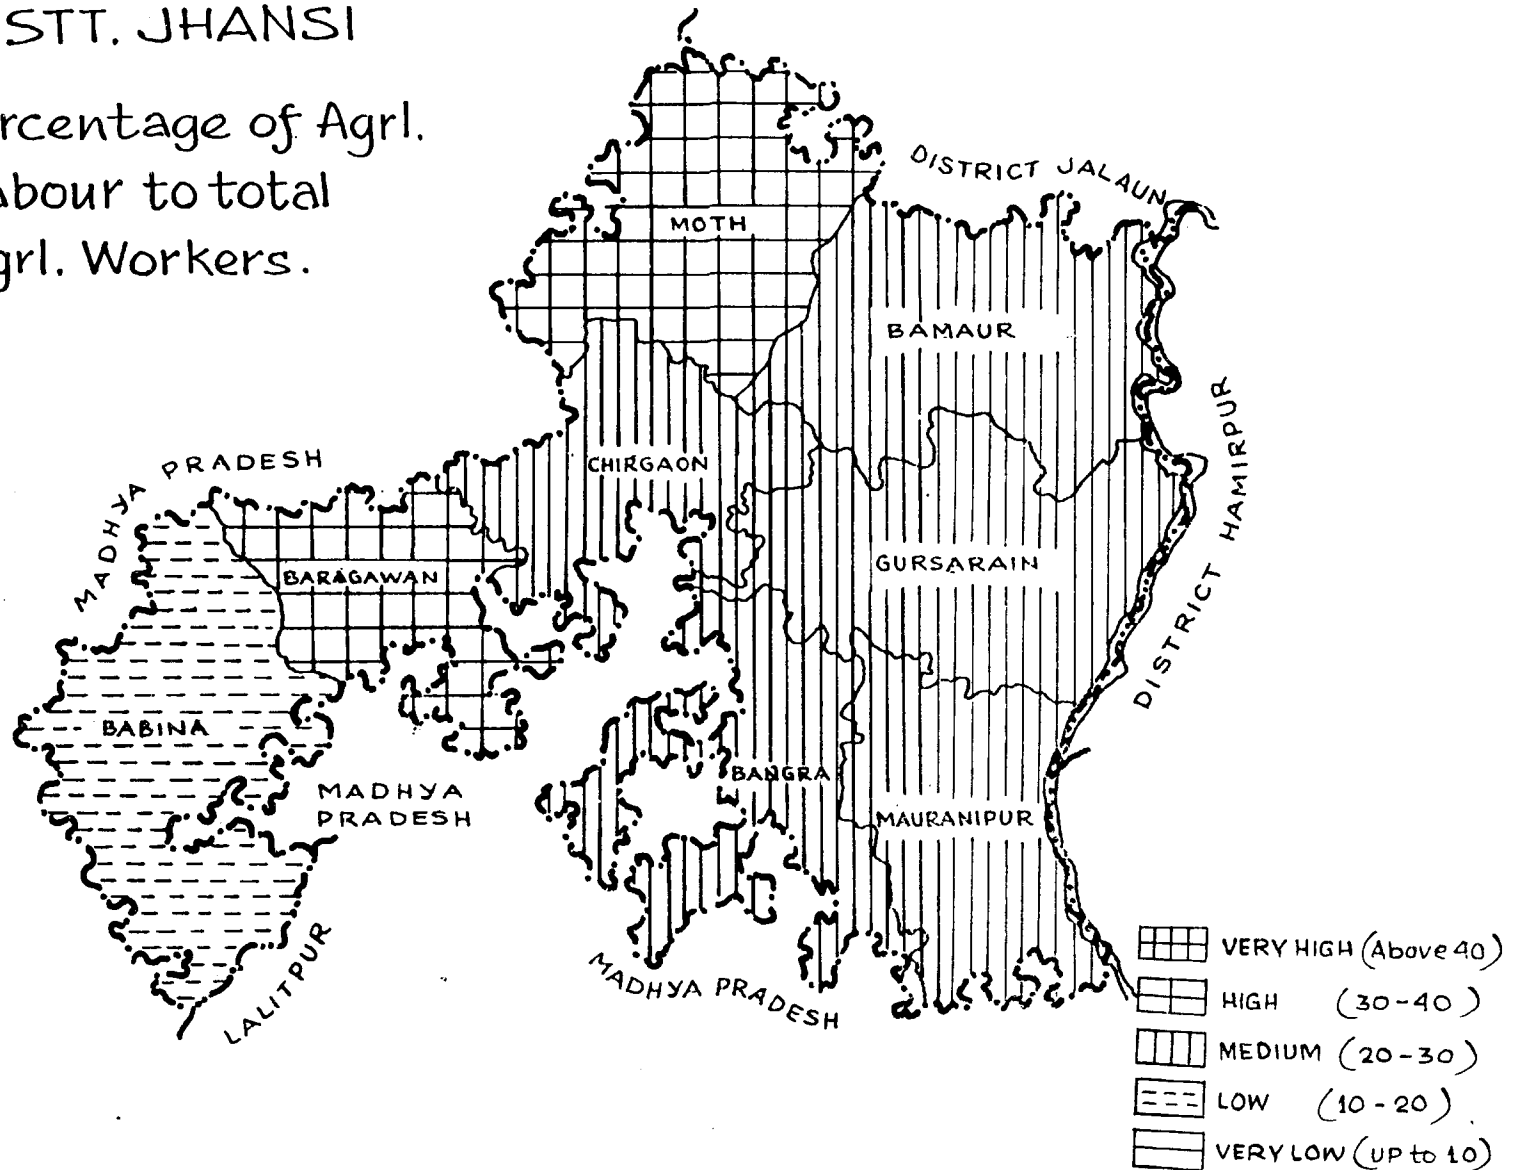 STT. JHANSI
rcentage of Agrl.
abour to total
grl. Workers.
DISTRICT JALAUN
MOTH
BAMAUR
DISTRICT HAMIRPUR
CHIRGAON
MADHYA PRADESH
GURSARAIN
BARAGAWAN
BABINA
MADHYA
PRADESH
BANGRA
MAURANIPUR
LALITPUR
MADHYA PRADESH
VERY HIGH (Above 40)
HIGH (30-40)
MEDIUM (20-30)
LOW (10-20)
VERY LOW (UP to 10)